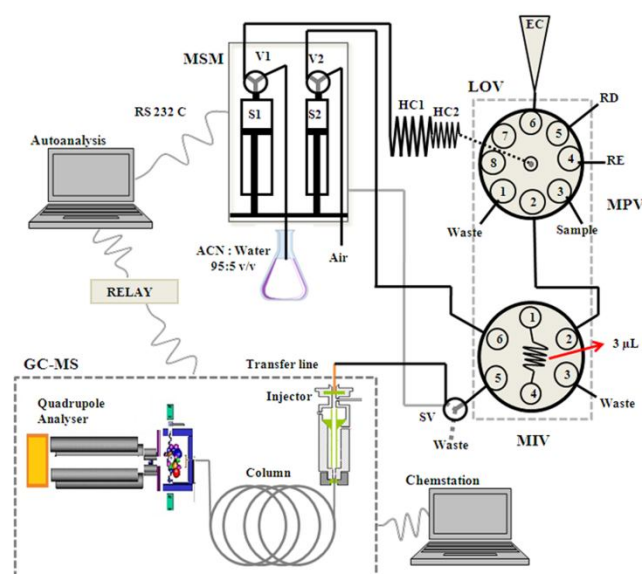 EC
V1
V2
MSM
LOV
RD
RS 232 C
S1
S2
HC1
HC2
6
7
5
Autoanalysis
8
4
RE
1
2
3
MPV
Waste
Sample
ACN : Water
95:5 v/v
Air
RELAY
1
6
2
3 µL
GC-MS
Transfer line
5
3
Injector
4
Waste
Quadrupole
Analyser
SV
Waste
MIV
Column
Chemstation